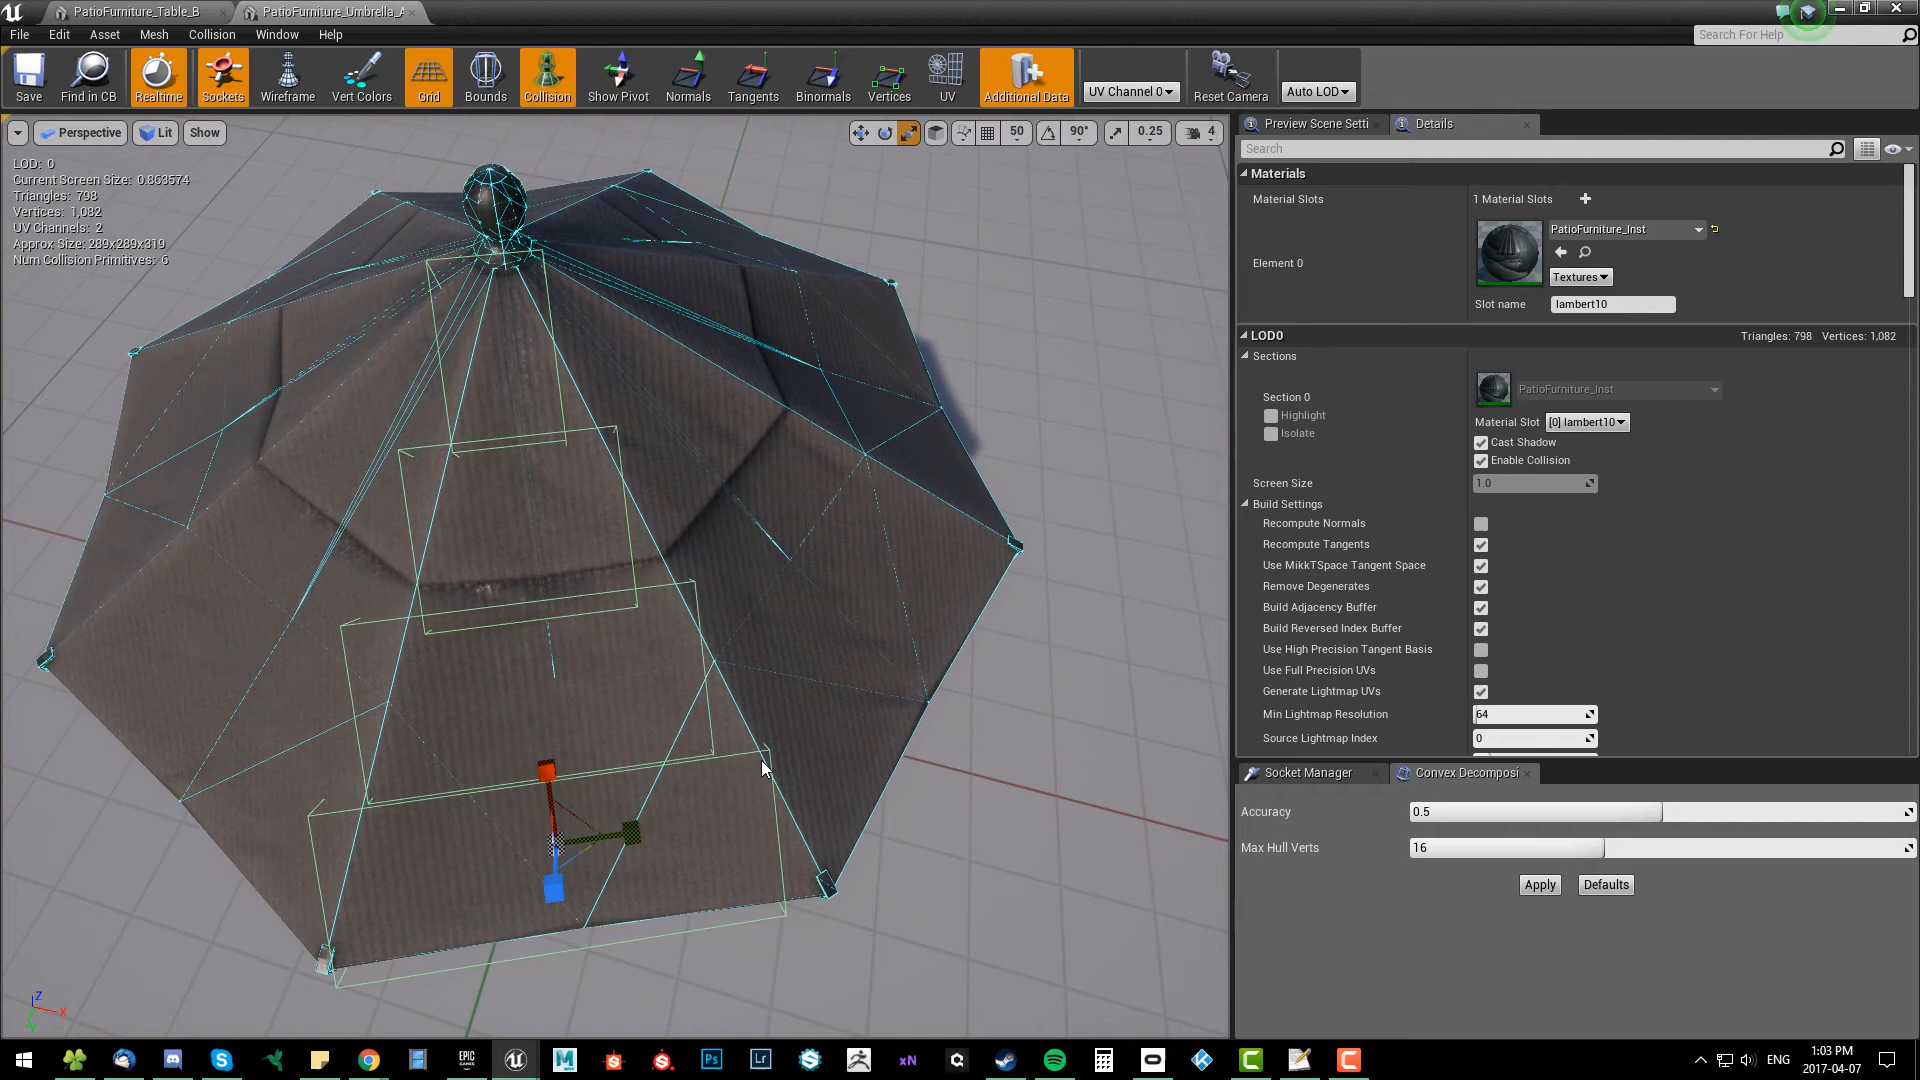 PatioFurniture_Table_B
PatioFurniture_Umbrella_A
File Edit Asset Mesh Collision Window Help
Search For Help
Save Find in CB Realtime Sockets Wireframe Vert Colors Grid Bounds Collision Show Pivot Normals Tangents Binormals Vertices UV Additional Data UV Channel 0 Reset Camera Auto LOD
Perspective Lit Show
50 90° 0.25 4
LOD: 0
Current Screen Size: 0.863574
Triangles: 798
Vertices: 1,082
UV Channels: 2
Approx Size: 289x289x319
Num Collision Primitives: 6
Z
X
Y
Preview Scene Setti Details
Search
Materials
Material Slots 1 Material Slots
PatioFurniture_Inst
Element 0
Textures
Slot name lambert10
LOD0 Triangles: 798 Vertices: 1,082
Sections
Section 0 PatioFurniture_Inst
Highlight
Isolate
Material Slot [0] lambert10
Cast Shadow
Enable Collision
Screen Size 1.0
Build Settings
Recompute Normals
Recompute Tangents
Use MikkTSpace Tangent Space
Remove Degenerates
Build Adjacency Buffer
Build Reversed Index Buffer
Use High Precision Tangent Basis
Use Full Precision UVs
Generate Lightmap UVs
Min Lightmap Resolution 64
Source Lightmap Index 0
Socket Manager Convex Decomposi
Accuracy 0.5
Max Hull Verts 16
Apply Defaults
EPIC GAMES
Ps
Lr
xN
ENG
1:03 PM
2017-04-07